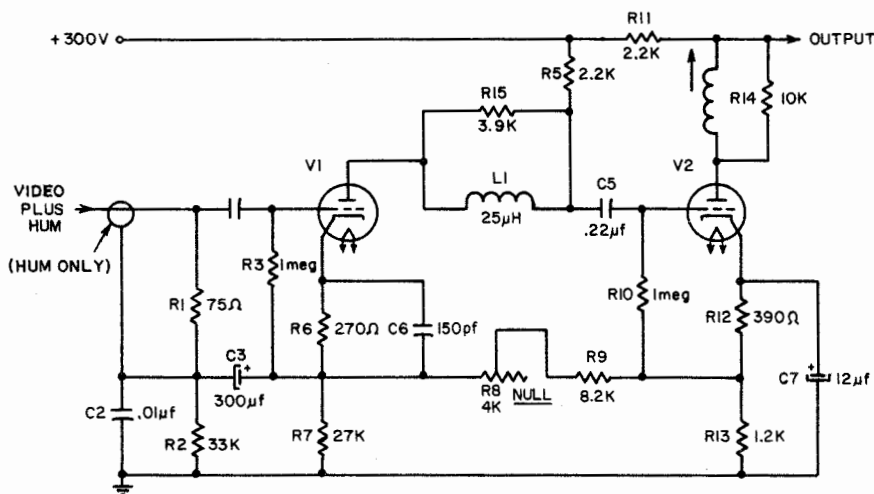 R11
+300V
2.2K
OUTPUT
R5
2.2K
R14
10K
R15
3.9K
V1
V2
L1
25µH
C5
.22µf
VIDEO
PLUS
HUM
(HUM ONLY)
R3
1meg
R10
1meg
R1
75Ω
R6
270Ω
C6
150pf
R12
390Ω
C3
+
300µf
R8
4K
NULL
R9
8.2K
C7
+
12µf
C2
.01µf
R2
33K
R7
27K
R13
1.2K